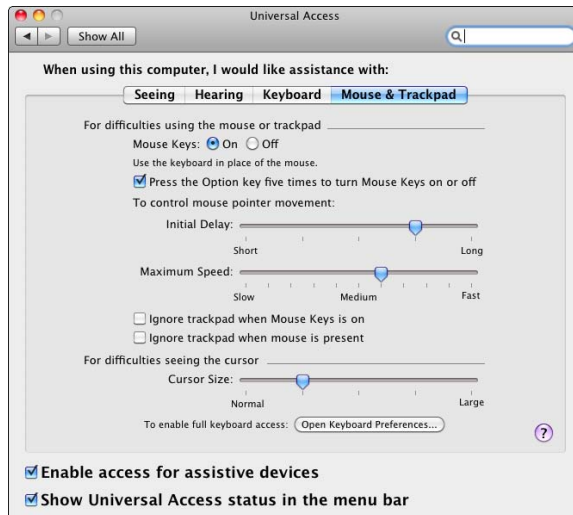 Universal Access
Show All
When using this computer, I would like assistance with:
Seeing Hearing Keyboard Mouse & Trackpad
For difficulties using the mouse or trackpad
Mouse Keys: On Off
Use the keyboard in place of the mouse.
Press the Option key five times to turn Mouse Keys on or off
To control mouse pointer movement:
Initial Delay:
Short Long
Maximum Speed:
Slow Medium Fast
Ignore trackpad when Mouse Keys is on
Ignore trackpad when mouse is present
For difficulties seeing the cursor
Cursor Size:
Normal Large
To enable full keyboard access: Open Keyboard Preferences...
?
Enable access for assistive devices
Show Universal Access status in the menu bar